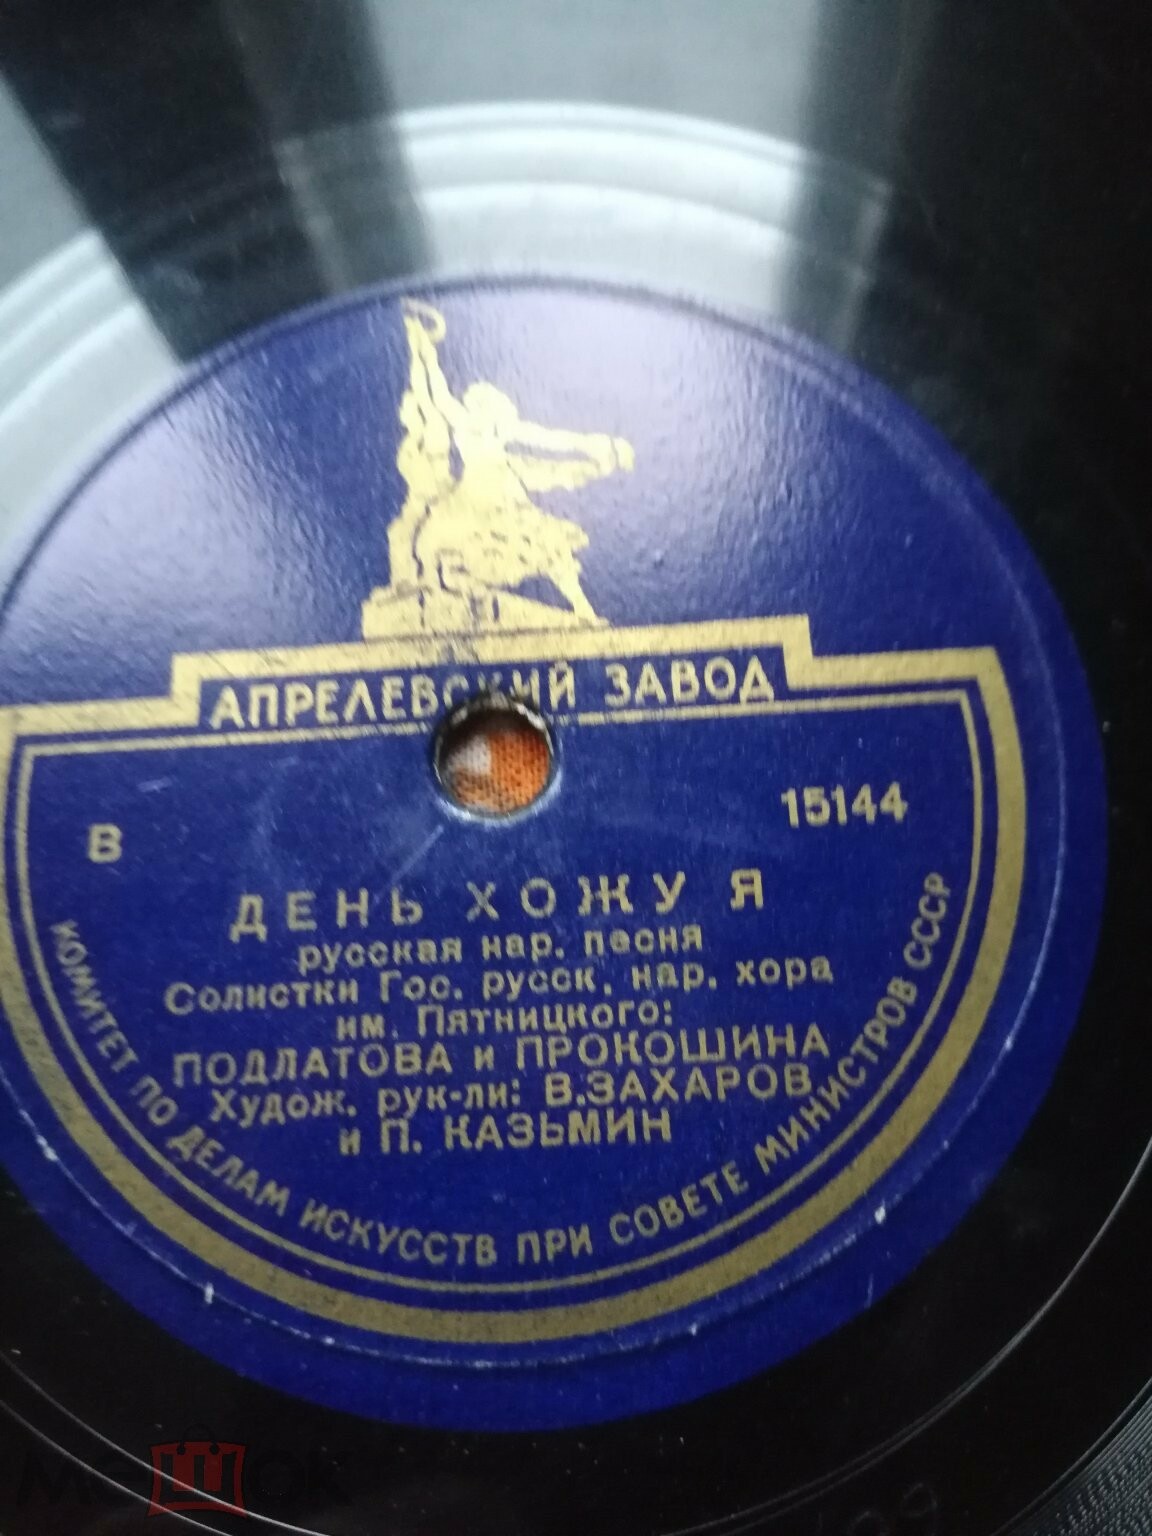 АПРЕЛЕВСКИЙ ЗАВОД
В
15144
ДЕНЬ ХОЖУ Я
русская нар. песня
Солистки Гос. русск. нар. хора
им. Пятницкого:
ПОДЛАТОВА и ПРОКОШИНА
Худож. рук-ли: В.ЗАХАРОВ
и П. КАЗЬМИН
КОМИТЕТ ПО ДЕЛАМ ИСКУССТВ ПРИ СОВЕТЕ МИНИСТРОВ СССР
мешок